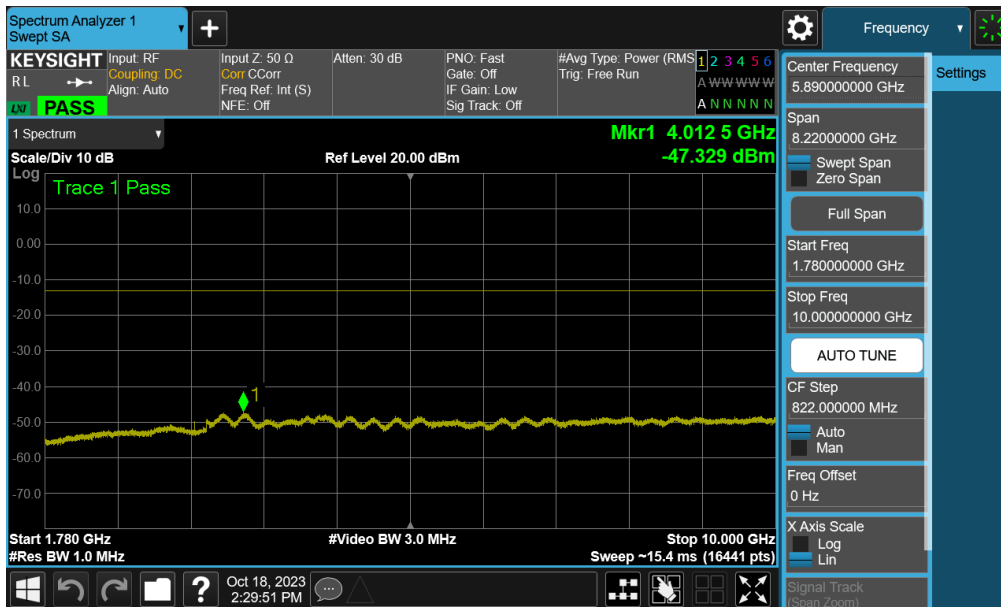 Spectrum Analyzer 1
Swept SA
Frequency
KEYSIGHT
R L
LXI
PASS
Input: RF
Coupling: DC
Align: Auto
Input Z: 50 Ω
Corr CCorr
Freq Ref: Int (S)
NFE: Off
Atten: 30 dB
PNO: Fast
Gate: Off
IF Gain: Low
Sig Track: Off
#Avg Type: Power (RMS
Trig: Free Run
1 2 3 4 5 6
A W W W W W
A N N N N N
1 Spectrum
Mkr1 4.012 5 GHz
-47.329 dBm
Scale/Div 10 dB
Ref Level 20.00 dBm
Log
Trace 1 Pass
10.0
0.00
-10.0
-20.0
-30.0
-40.0
1
-50.0
-60.0
-70.0
Start 1.780 GHz
#Video BW 3.0 MHz
Stop 10.000 GHz
#Res BW 1.0 MHz
Sweep ~15.4 ms (16441 pts)
?
Oct 18, 2023
2:29:51 PM
Center Frequency
5.890000000 GHz
Settings
Span
8.22000000 GHz
Swept Span
Zero Span
Full Span
Start Freq
1.780000000 GHz
Stop Freq
10.000000000 GHz
AUTO TUNE
CF Step
822.000000 MHz
Auto
Man
Freq Offset
0 Hz
X Axis Scale
Log
Lin
Signal Track
(Span Zoom)